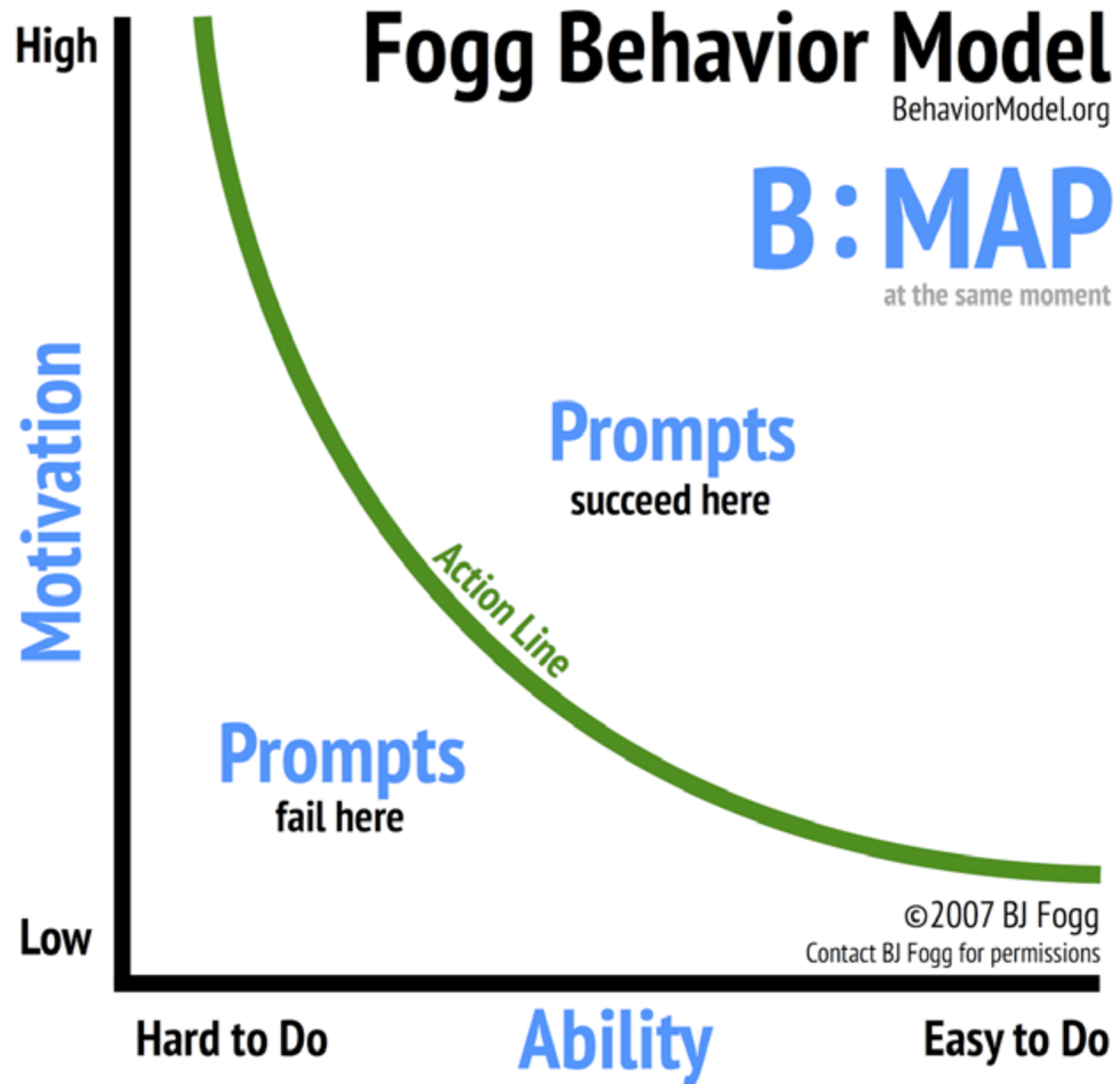 High
Fogg Behavior Model
BehaviorModel.org
B:MAP
at the same moment
Motivation
Prompts
succeed here
Action Line
Prompts
fail here
Low
©2007 BJ Fogg
Contact BJ Fogg for permissions
Hard to Do
Ability
Easy to Do